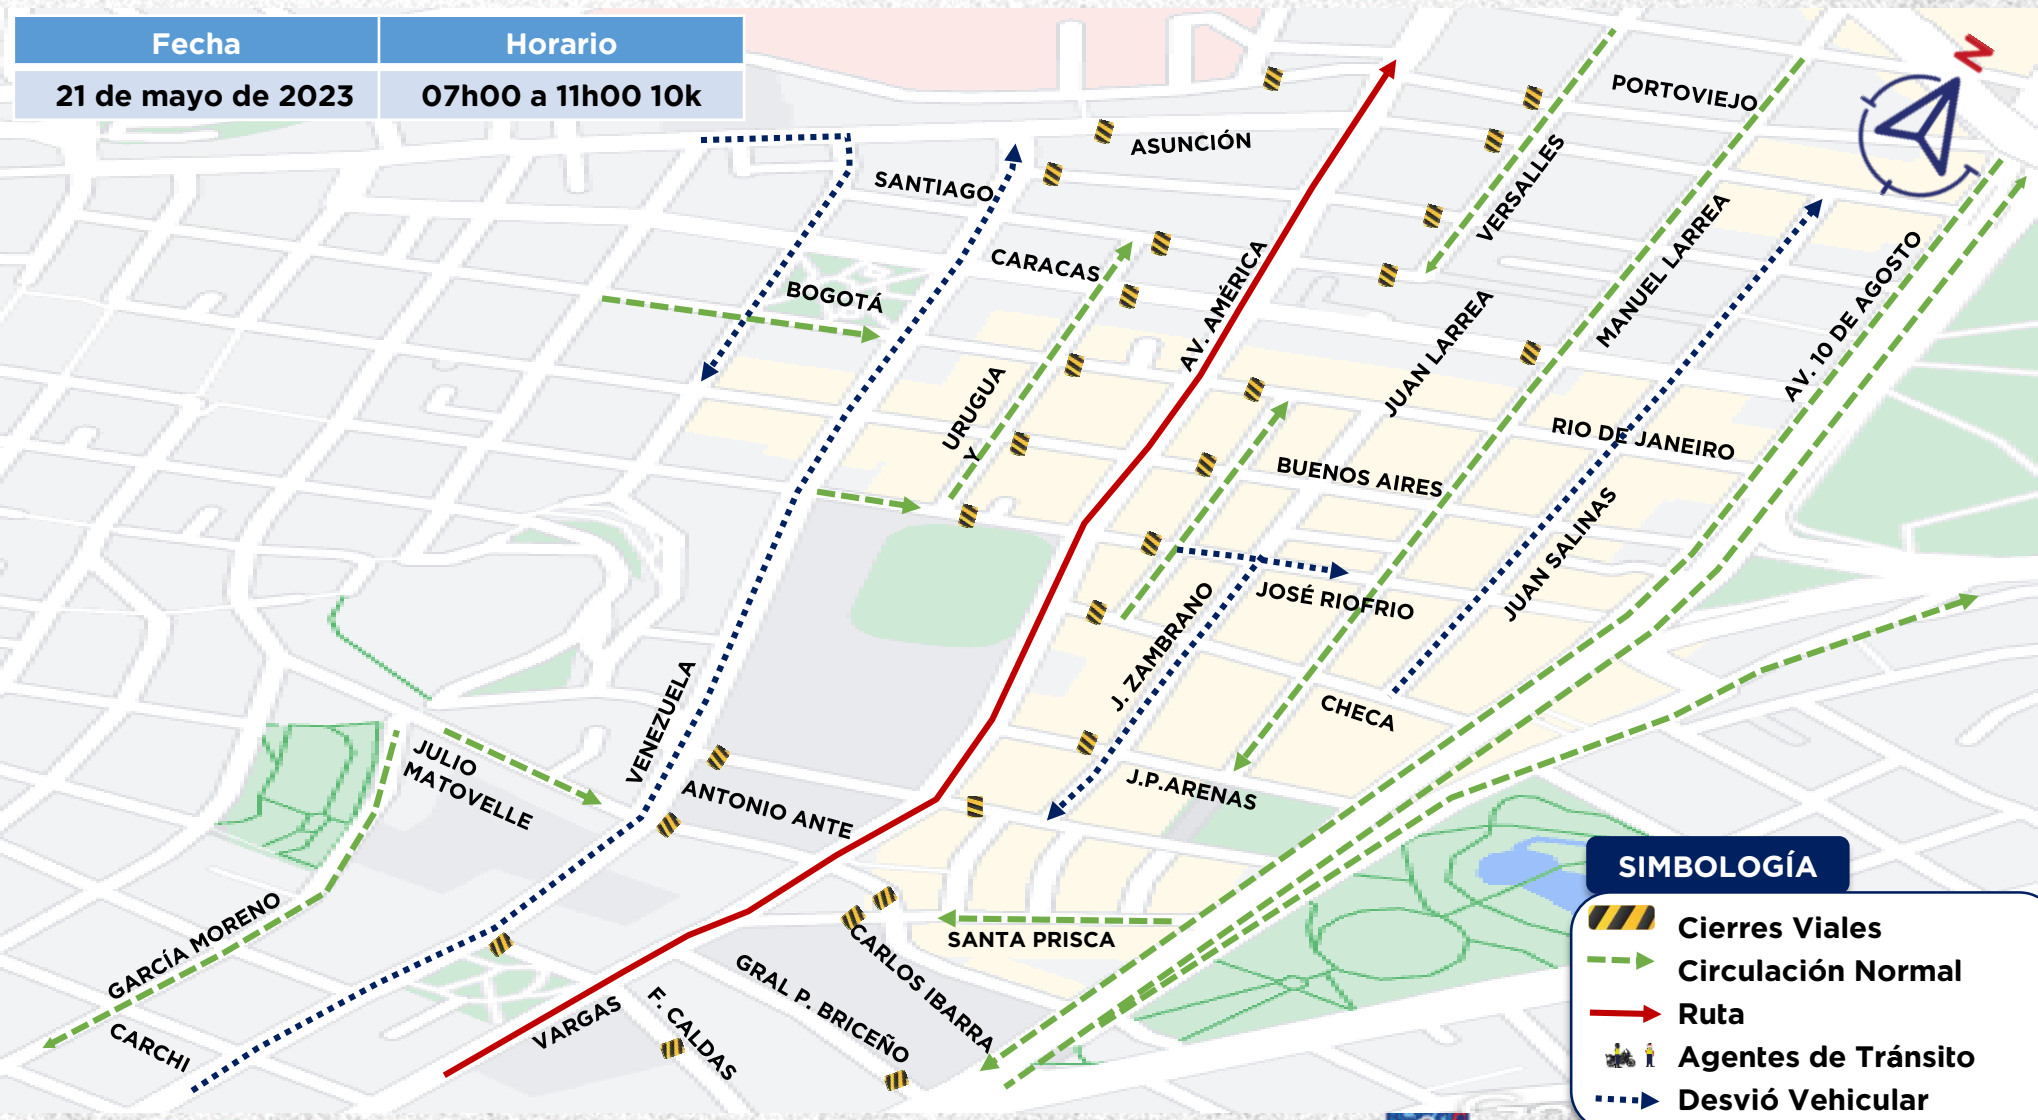 Fecha
Horario
21 de mayo de 2023
07h00 a 11h00 10k
N
PORTOVIEJO
ASUNCIÓN
VERSALLES
SANTIAGO
MANUEL LARREA
CARACAS
AV. AMÉRICA
AV. 10 DE AGOSTO
BOGOTÁ
JUAN LARREA
URUGUA
Y
RIO DE JANEIRO
BUENOS AIRES
JUAN SALINAS
JOSÉ RIOFRIO
J. ZAMBRANO
VENEZUELA
CHECA
JULIO
MATOVELLE
J.P.ARENAS
ANTONIO ANTE
GARCÍA MORENO
SANTA PRISCA
CARLOS IBARRA
GRAL P. BRICEÑO
VARGAS
F. CALDAS
CARCHI
SIMBOLOGÍA
Cierres Viales
Circulación Normal
Ruta
Agentes de Tránsito
Desvió Vehicular